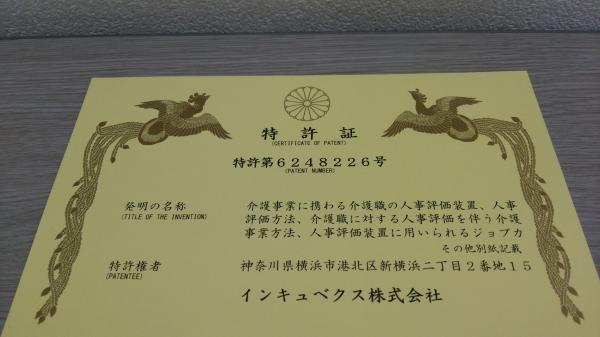 特許証
(CERTIFICATE OF PATENT)
特許第6248226号
(PATENT NUMBER)
発明の名称
(TITLE OF THE INVENTION)
介護事業に携わる介護職の人事評価装置、人事
評価方法、介護職に対する人事評価を伴う介護
事業方法、人事評価装置に用いられるジョブカ
その他別紙記載
特許権者
(PATENTEE)
神奈川県横浜市港北区新横浜二丁目2番地15
インキュベクス株式会社